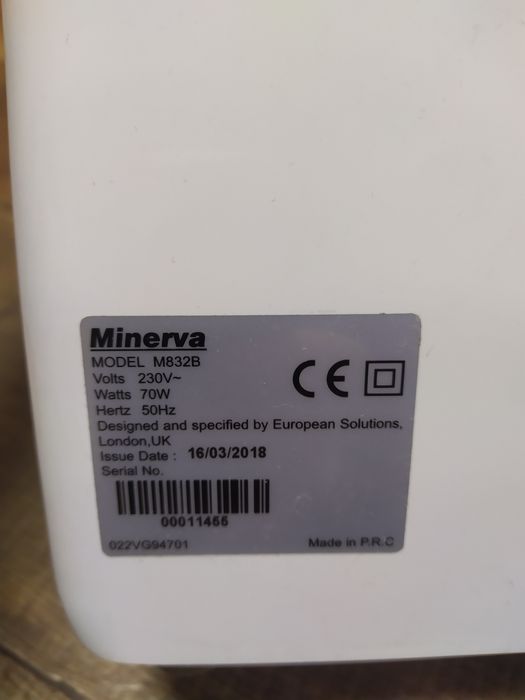 Minerva
MODEL M832B
Volts 230V~
Watts 70W
Hertz 50Hz
CE
Designed and specified by European Solutions,
London,UK
Issue Date : 16/03/2018
Serial No.
00011455
022VG94701 Made in P.R.C